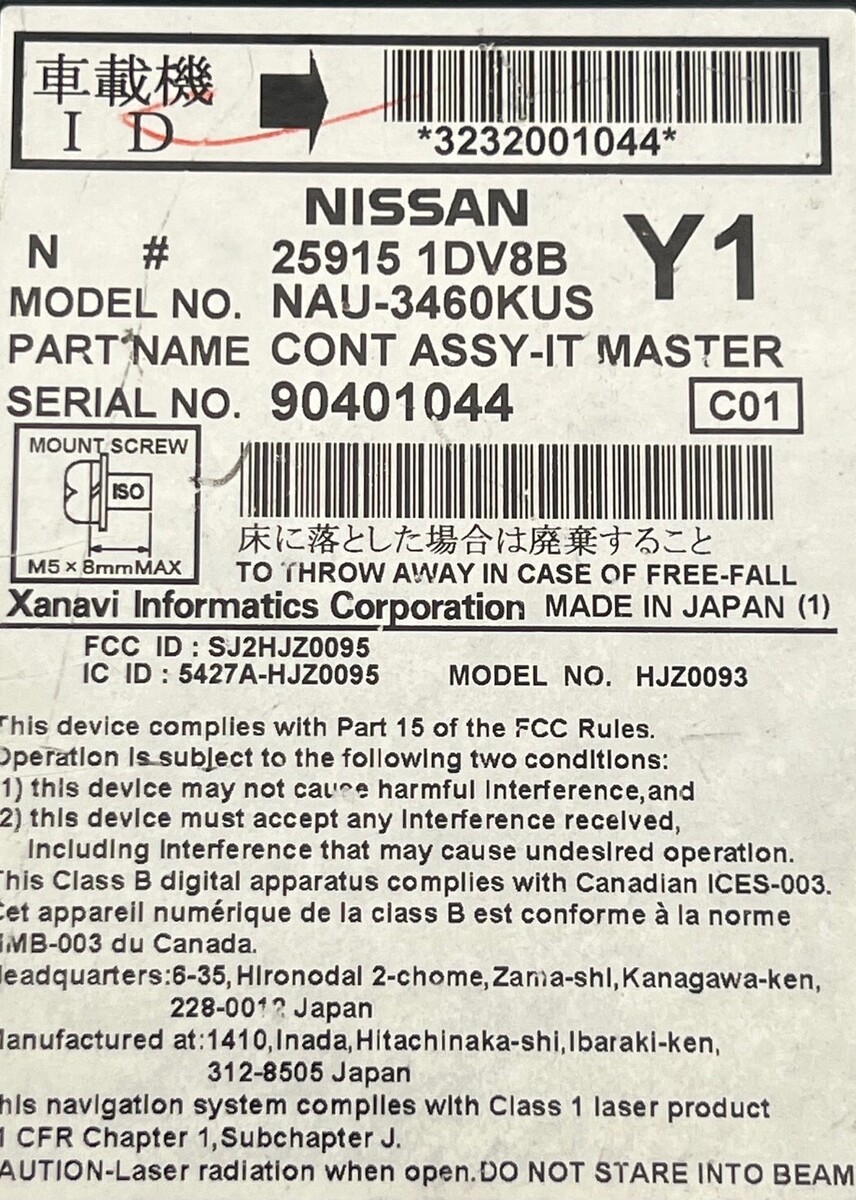 車載機
I D
*3232001044*
NISSAN
N # 25915 1DV8B
Y1
MODEL NO. NAU-3460KUS
PART NAME CONT ASSY-IT MASTER
SERIAL NO. 90401044
C01
MOUNT SCREW
ISO
M5 × 8mmMAX
床に落とした場合は廃棄すること
TO THROW AWAY IN CASE OF FREE-FALL
Xanavi Informatics Corporation MADE IN JAPAN (1)
FCC ID : SJ2HJZ0095
IC ID : 5427A-HJZ0095 MODEL NO. HJZ0093
This device complies with Part 15 of the FCC Rules.
Operation is subject to the following two conditions:
1) this device may not cause harmful interference,and
2) this device must accept any interference received,
including interference that may cause undesired operation.
This Class B digital apparatus complies with Canadian ICES-003.
Cet appareil numérique de la class B est conforme à la norme
NMB-003 du Canada.
Headquarters:6-35,Hironodai 2-chome,Zama-shi,Kanagawa-ken,
Japan
Manufactured at:1410,Inada,Hitachinaka-shi,Ibaraki-ken,
312-8505 Japan
This navigation system complies with Class 1 laser product
1 CFR Chapter 1,Subchapter J.
CAUTION-Laser radiation when open.DO NOT STARE INTO BEAM